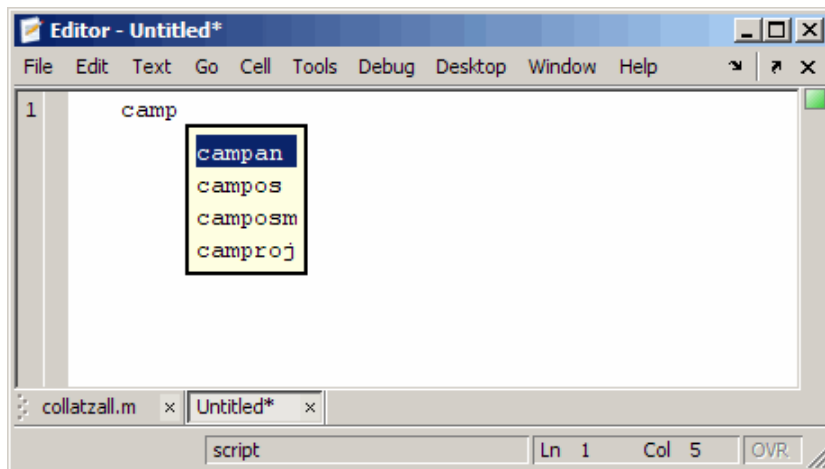 Editor - Untitled*
File Edit Text Go Cell Tools Debug Desktop Window Help
1 camp
campan
campos
camposm
camproj
collatzall.m × Untitled* ×
script Ln 1 Col 5 OVR